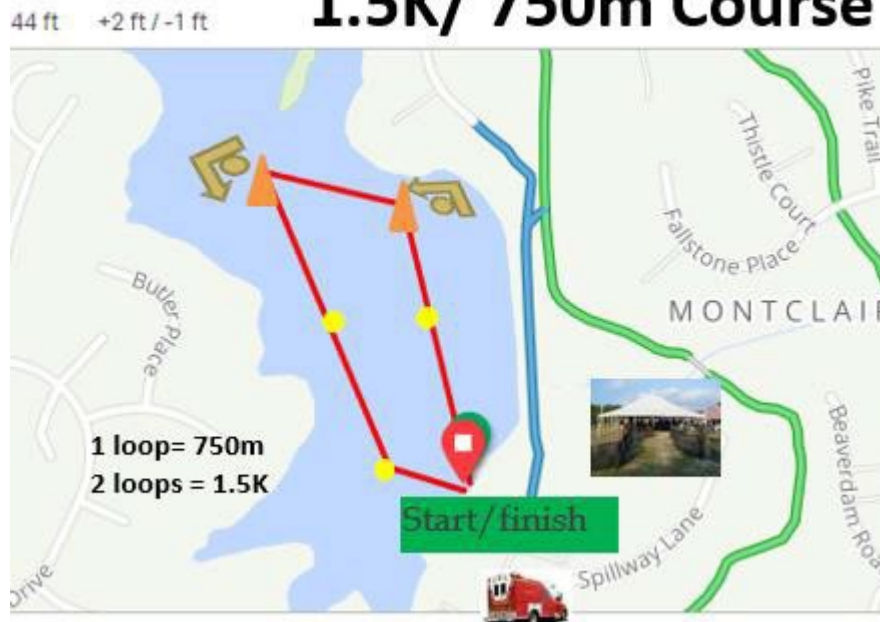 44 ft +2 ft / -1 ft
1.5K/ 750m Course
Pike Trail
Thistle Court
Fallstone Place
Butler Place
MONTCLAIR
1 loop= 750m
2 loops = 1.5K
Beaverdam Roa
Start/finish
Spillway Lane
Drive